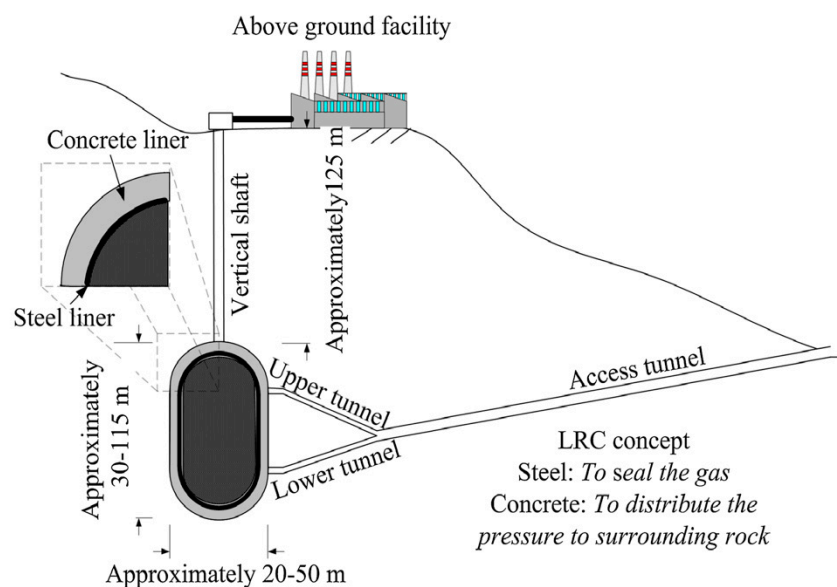 Above ground facility
Concrete liner
Steel liner
Vertical shaft
Approximately125 m
Approximately
30-115 m
Upper tunnel
Lower tunnel
Access tunnel
Approximately 20-50 m
LRC concept
Steel: To seal the gas
Concrete: To distribute the
pressure to surrounding rock